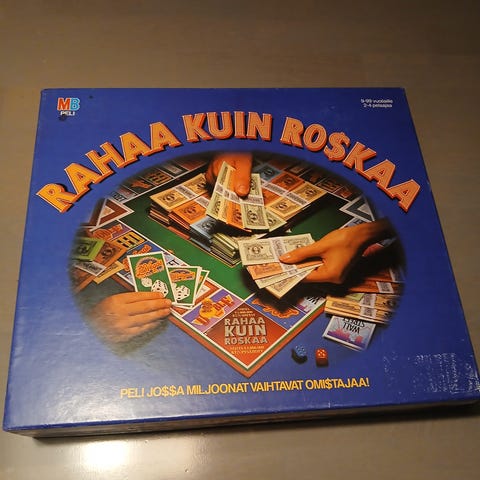 MB
PELI
9-99 vuotiaille
2-4 pelaajaa
RAHAA KUIN RO$KAA
RAHAA
KUIN
ROSKAA
PELI JO$$A MILJOONAT VAIHTAVAT OMI$TAJAA!